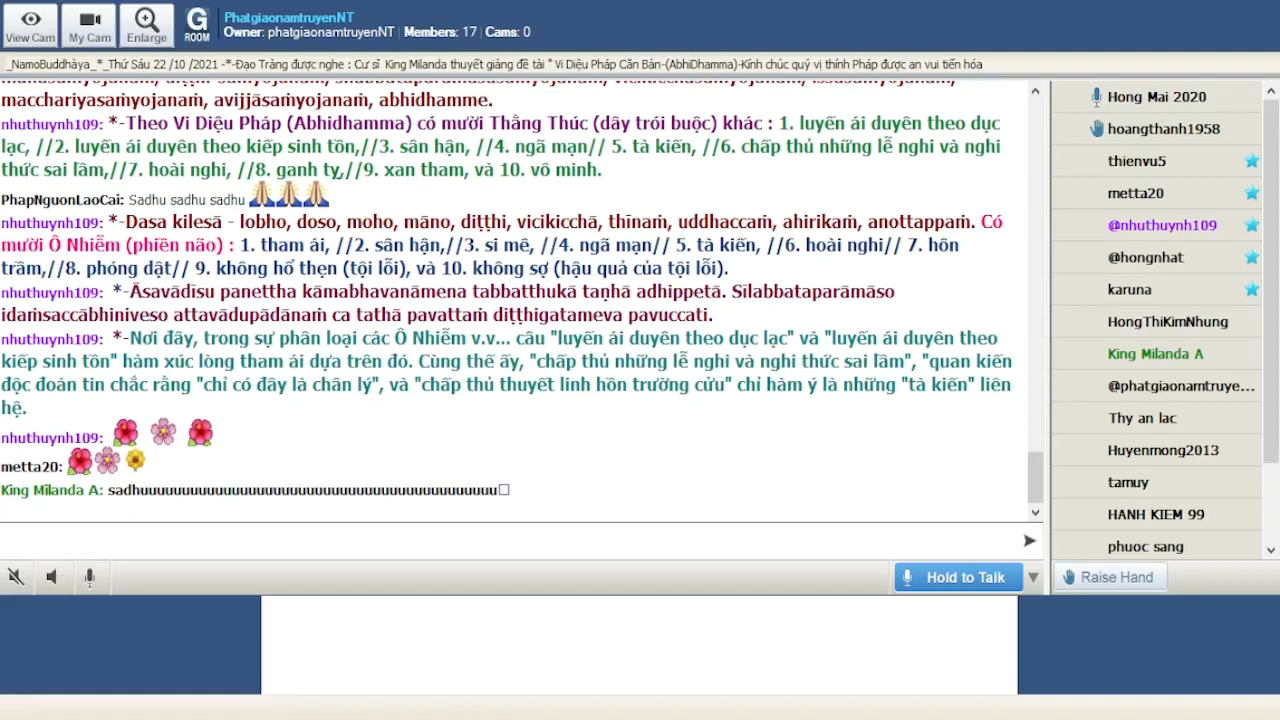 View Cam
My Cam
Enlarge
G
ROOM
PhatgiaonamtruyenNT
Owner: phatgiaonamtruyenNT | Members: 17 | Cams: 0
_NamoBuddhàya_*_Thứ Sáu 22 /10 /2021 -*-Đạo Tràng được nghe : Cư sĩ King Milanda thuyết giảng đề tài " Vi Diệu Pháp Căn Bản-(AbhiDhamma)-Kính chúc quý vị thính Pháp được an vui tiến hóa
macchariyasaṁyojanaṁ, avijjāsaṁyojanaṁ, abhidhamme.
nhuthuynh109: *-Theo Vi Diệu Pháp (Abhidhamma) có mười Thằng Thúc (dây trói buộc) khác : 1. luyến ái duyên theo dục
lạc, //2. luyến ái duyên theo kiếp sinh tồn,//3. sân hận, //4. ngã mạn// 5. tà kiến, //6. chấp thủ những lễ nghi và nghi
thức sai lầm,//7. hoài nghi, //8. ganh tỵ,//9. xan tham, và 10. vô minh.
PhapNguonLaoCai: Sadhu sadhu sadhu
nhuthuynh109: *-Dasa kilesā - lobho, doso, moho, māno, diṭṭhi, vicikicchā, thīnaṁ, uddhaccaṁ, ahirikaṁ, anottappaṁ. Có
mười Ô Nhiễm (phiền não) : 1. tham ái, //2. sân hận,//3. si mê, //4. ngã mạn// 5. tà kiến, //6. hoài nghi// 7. hôn
trầm,//8. phóng dật// 9. không hổ thẹn (tội lỗi), và 10. không sợ (hậu quả của tội lỗi).
nhuthuynh109: *-Āsavādīsu panettha kāmabhavanāmena tabbatthukā taṇhā adhippetā. Sīlabbataparāmāso
idaṁsaccābhiniveso attavādupādānaṁ ca tathā pavattaṁ diṭṭhigatameva pavuccati.
nhuthuynh109: *-Nơi đây, trong sự phân loại các Ô Nhiễm v.v... câu "luyến ái duyên theo dục lạc" và "luyến ái duyên theo
kiếp sinh tồn" hàm xúc lòng tham ái dựa trên đó. Cùng thế ấy, "chấp thủ những lễ nghi và nghi thức sai lầm", "quan kiến
độc đoán tin chắc rằng "chỉ có đây là chân lý", và "chấp thủ thuyết linh hồn trường cửu" chỉ hàm ý là những "tà kiến" liên
hệ.
nhuthuynh109:
metta20:
King Milanda A: sadhuuuuuuuuuuuuuuuuuuuuuuuuuuuuuuuuuuuuuuuuuuu
Hold to Talk
Hong Mai 2020
hoangthanh1958
thienvu5
metta20
@nhuthuynh109
@hongnhat
karuna
HongThiKimNhung
King Milanda A
@phatgiaonamtruye...
Thy an lac
Huyenmong2013
tamuy
HẠNH KIEM 99
phuoc sang
Raise Hand